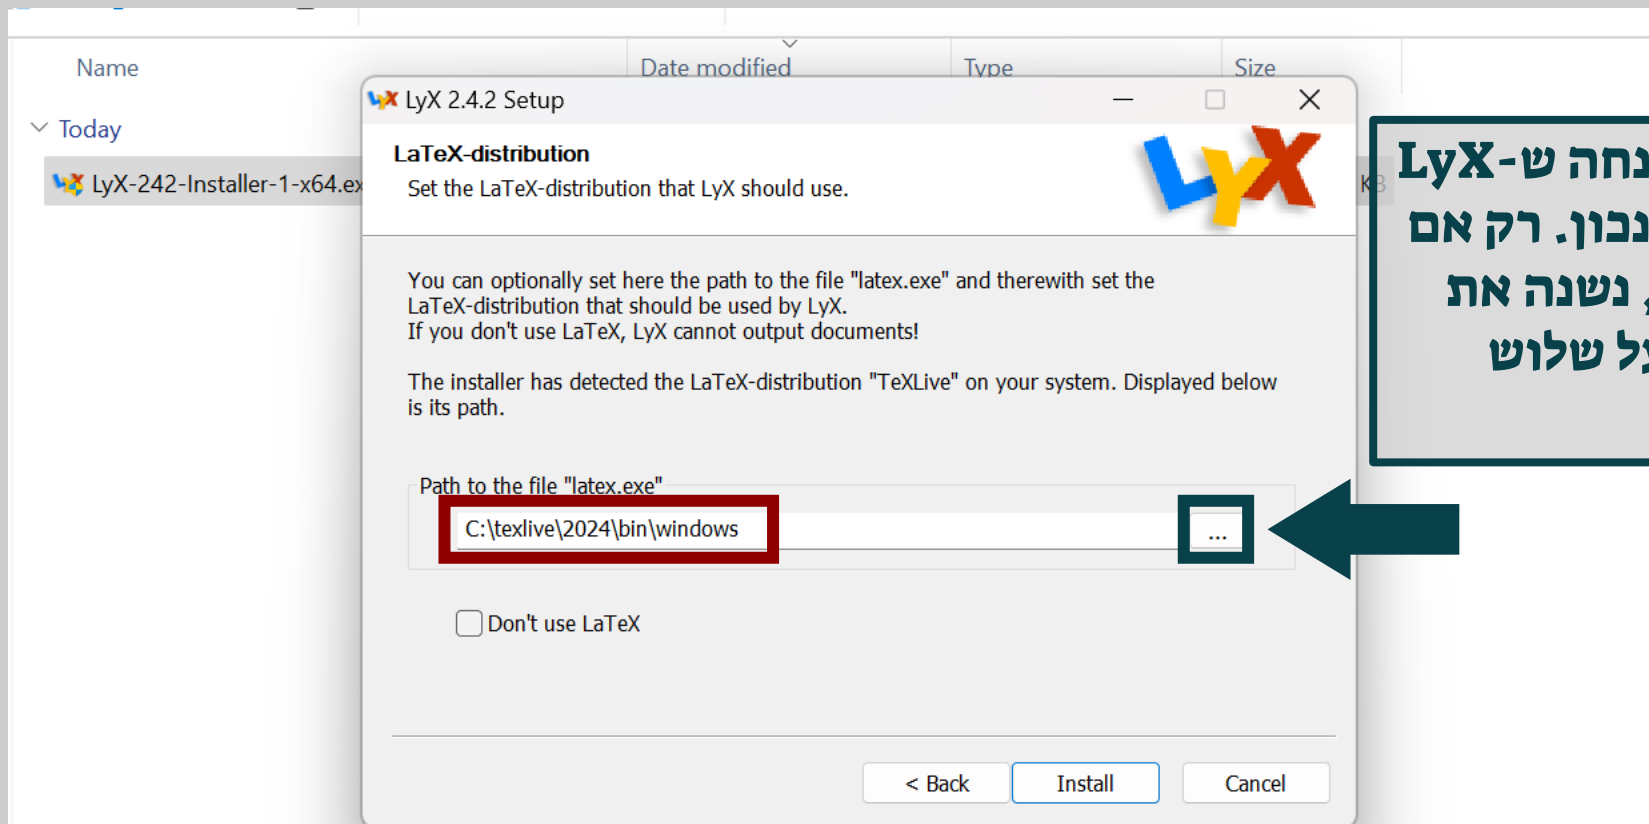 Name
Date modified
Type
Size
Today
LyX-242-Installer-1-x64.ex
LyX 2.4.2 Setup
LaTeX-distribution
Set the LaTeX-distribution that LyX should use.
LYX
KB
You can optionally set here the path to the file "latex.exe" and therewith set the
LaTeX-distribution that should be used by LyX.
If you don't use LaTeX, LyX cannot output documents!
The installer has detected the LaTeX-distribution "TeXLive" on your system. Displayed below
is its path.
Path to the file "latex.exe"
C:\texlive\2024\bin\windows
...
Don't use LaTeX
< Back
Install
Cancel
נחה ש-LyX
נכון. רק אם
, נשנה את
על שלוש